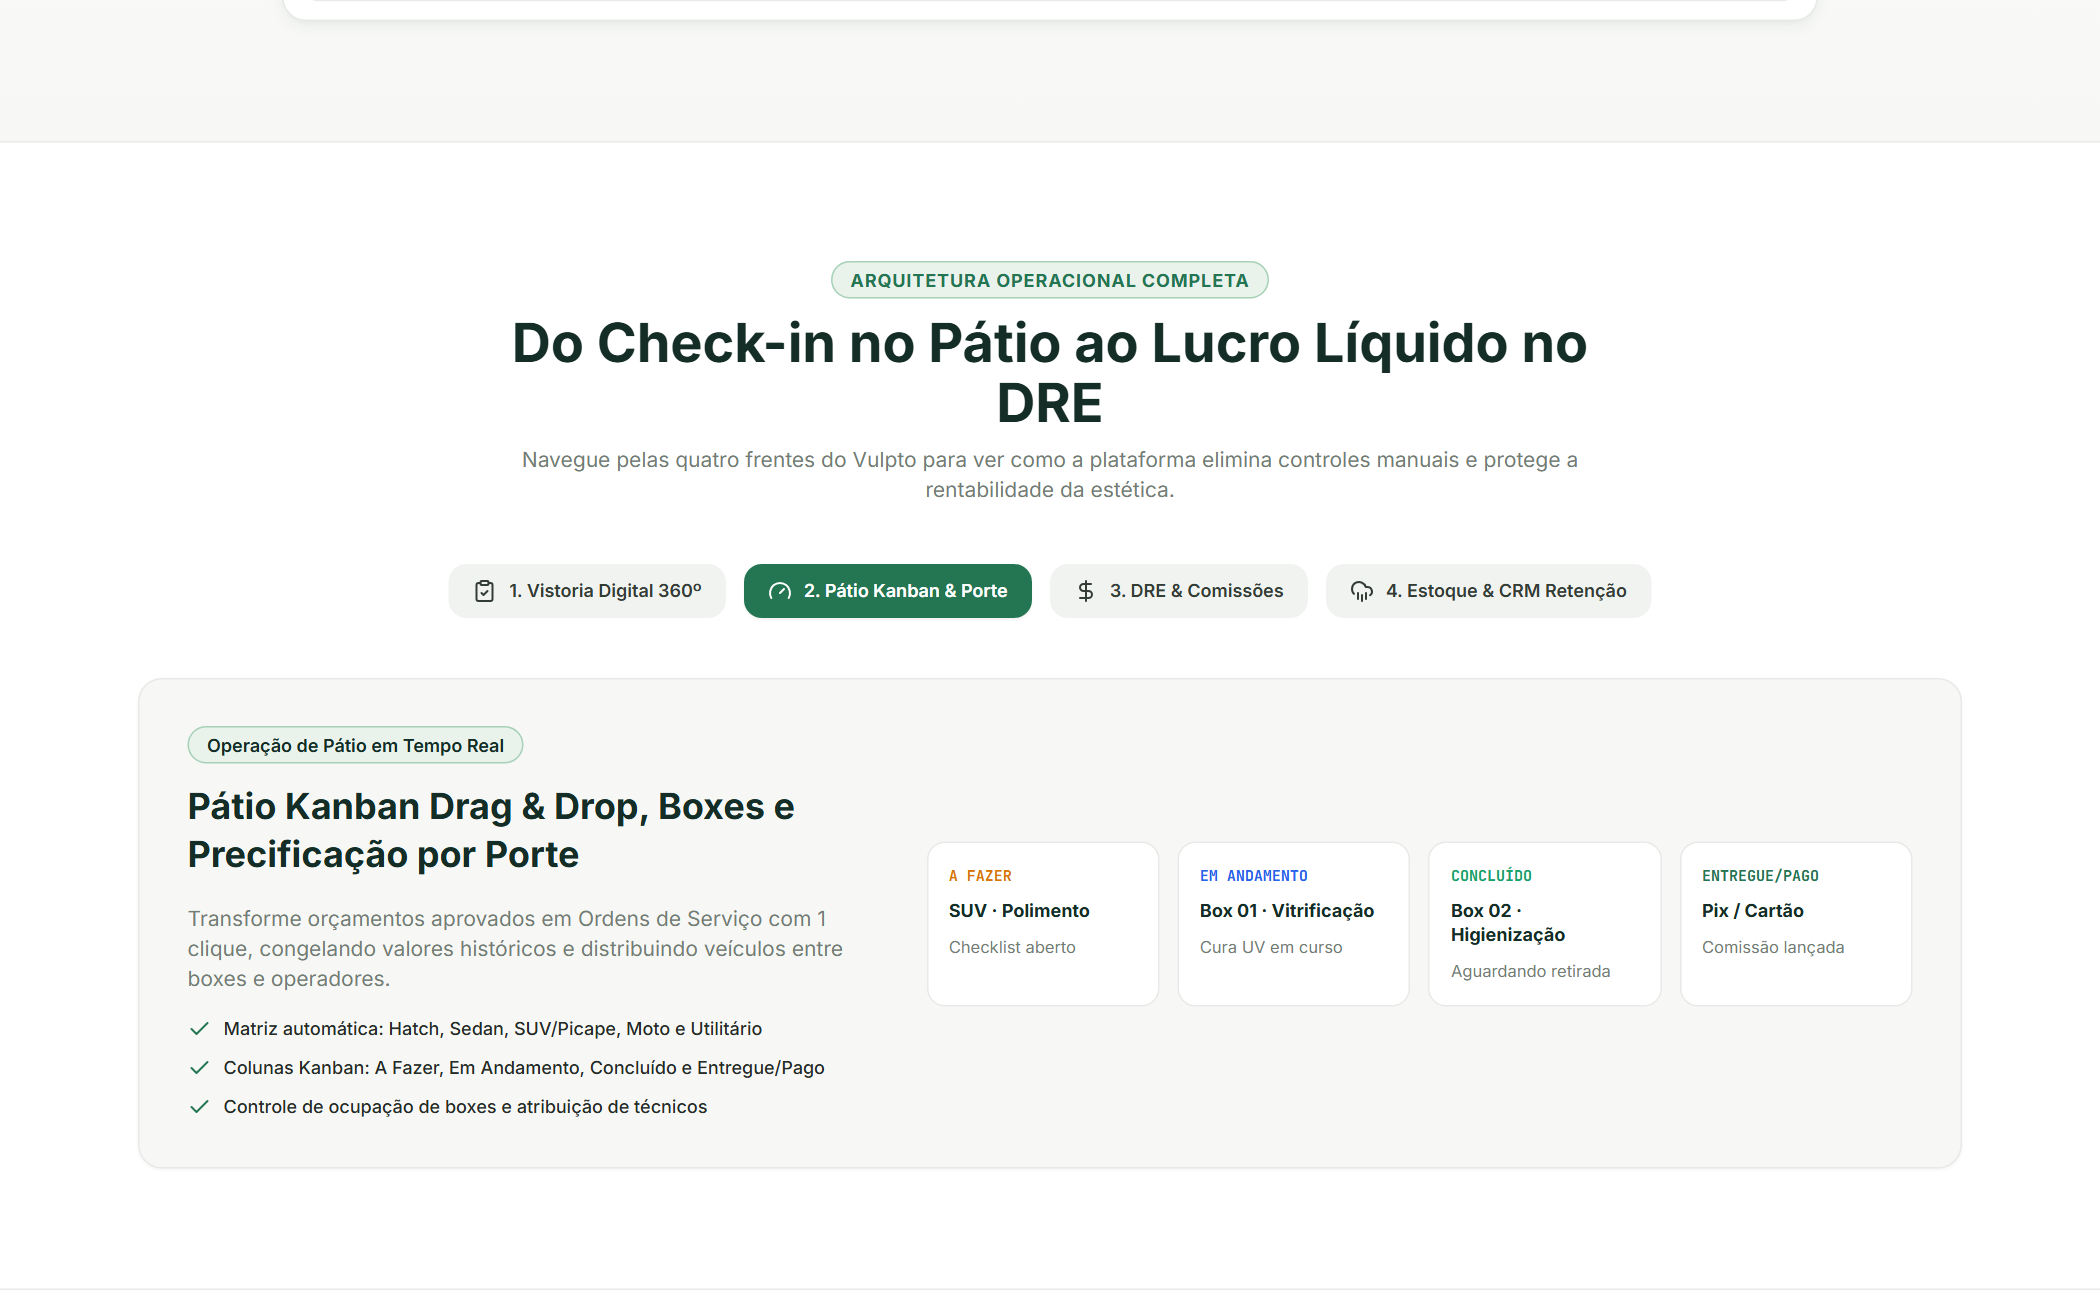 ARQUITETURA OPERACIONAL COMPLETA
Do Check-in no Pátio ao Lucro Líquido no
DRE
Navegue pelas quatro frentes do Vulpto para ver como a plataforma elimina controles manuais e protege a
rentabilidade da estética.
1. Vistoria Digital 360º
2. Pátio Kanban & Porte
3. DRE & Comissões
4. Estoque & CRM Retenção
Operação de Pátio em Tempo Real
Pátio Kanban Drag & Drop, Boxes e
Precificação por Porte
Transforme orçamentos aprovados em Ordens de Serviço com 1
clique, congelando valores históricos e distribuindo veículos entre
boxes e operadores.
Matriz automática: Hatch, Sedan, SUV/Picape, Moto e Utilitário
Colunas Kanban: A Fazer, Em Andamento, Concluído e Entregue/Pago
Controle de ocupação de boxes e atribuição de técnicos
A FAZER
SUV · Polimento
Checklist aberto
EM ANDAMENTO
Box 01 · Vitrificação
Cura UV em curso
CONCLUÍDO
Box 02 ·
Higienização
Aguardando retirada
ENTREGUE/PAGO
Pix / Cartão
Comissão lançada